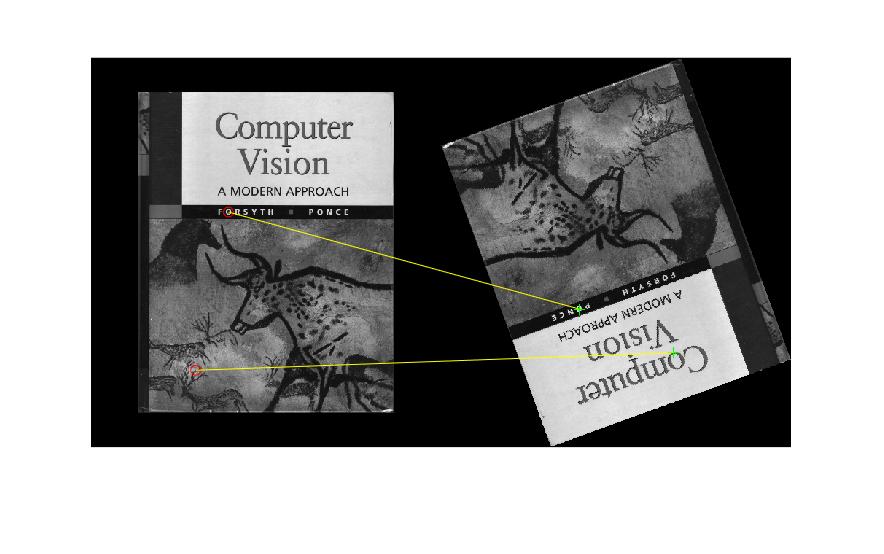 Computer
Vision
A MODERN APPROACH
FORSYTH PONCE
FORSYTH PONCE
A MODERN APPROACH
Vision
Computer